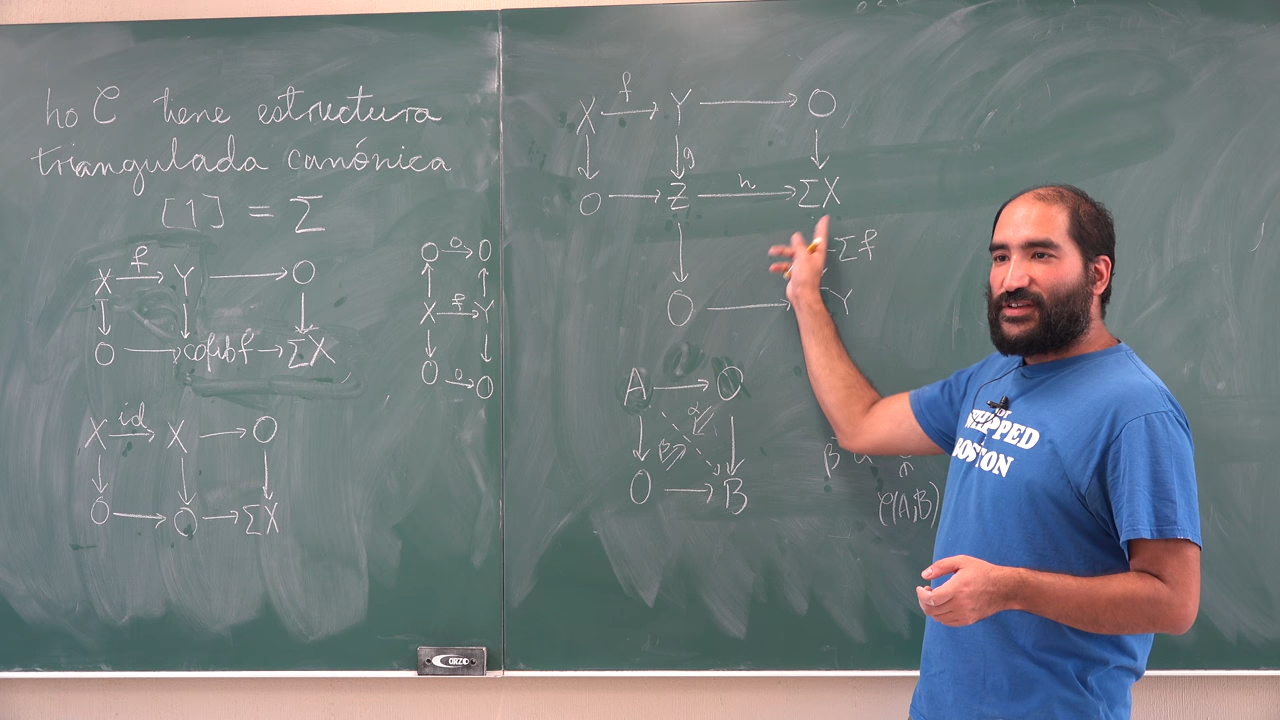 ho C tiene estructura
triangulada canónica
[1] = Σ
X f Y 0
0 cofib f ΣX
X id X 0
0 0 ΣX
0 0 0
X f Y
0 0 0
X f Y 0
g
0 Z h ΣX
Σf
0 Y
A 0
α
β
0 B
β
C(A,B)
BOSTON